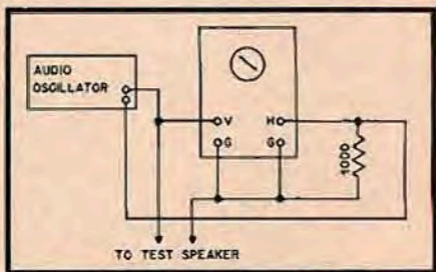 AUDIO
OSCILLATOR
V
H
G
G
1000
TO TEST SPEAKER